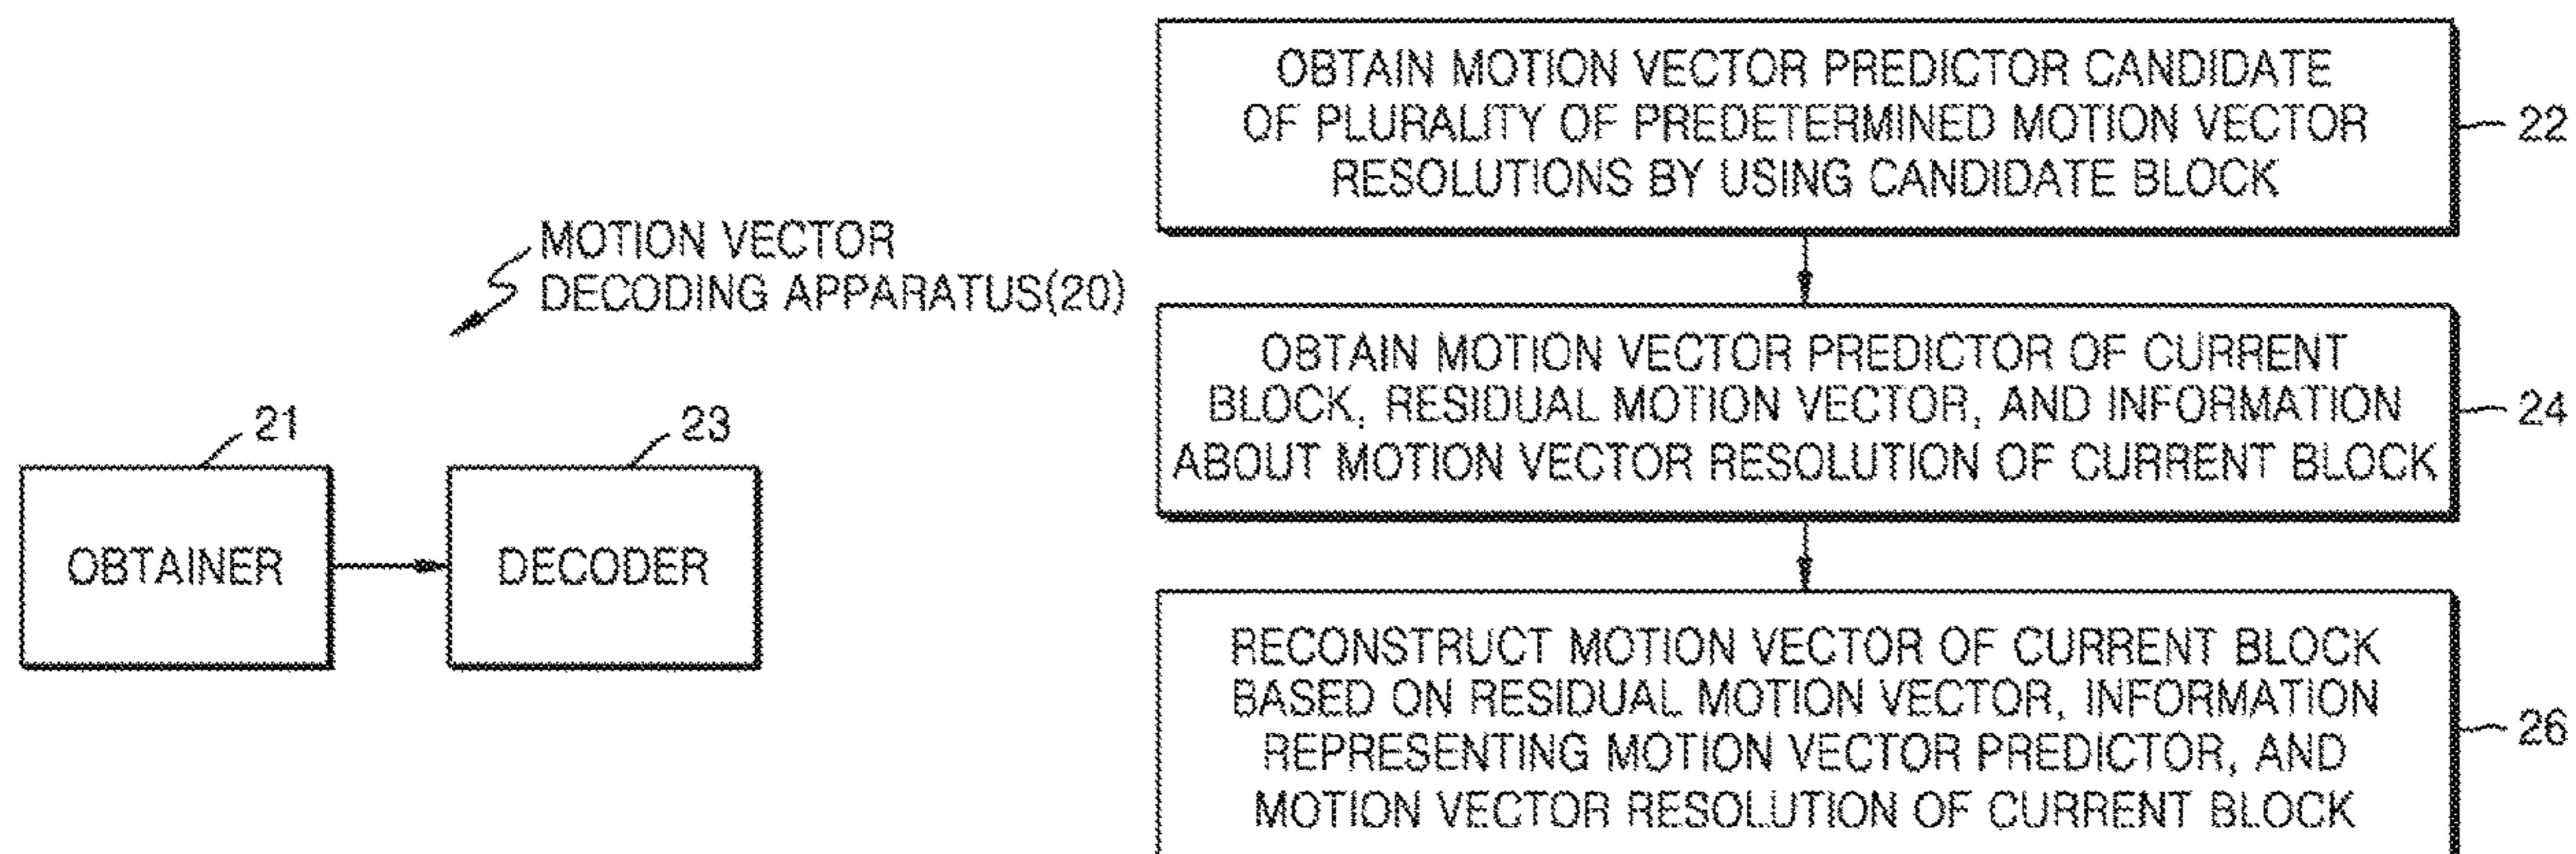 MOTION VECTOR
DECODING APPARATUS(20)
21
23
OBTAINER
DECODER
OBTAIN MOTION VECTOR PREDICTOR CANDIDATE
OF PLURALITY OF PREDETERMINED MOTION VECTOR
RESOLUTIONS BY USING CANDIDATE BLOCK
22
OBTAIN MOTION VECTOR PREDICTOR OF CURRENT
BLOCK, RESIDUAL MOTION VECTOR, AND INFORMATION
ABOUT MOTION VECTOR RESOLUTION OF CURRENT BLOCK
24
RECONSTRUCT MOTION VECTOR OF CURRENT BLOCK
BASED ON RESIDUAL MOTION VECTOR, INFORMATION
REPRESENTING MOTION VECTOR PREDICTOR, AND
MOTION VECTOR RESOLUTION OF CURRENT BLOCK
26